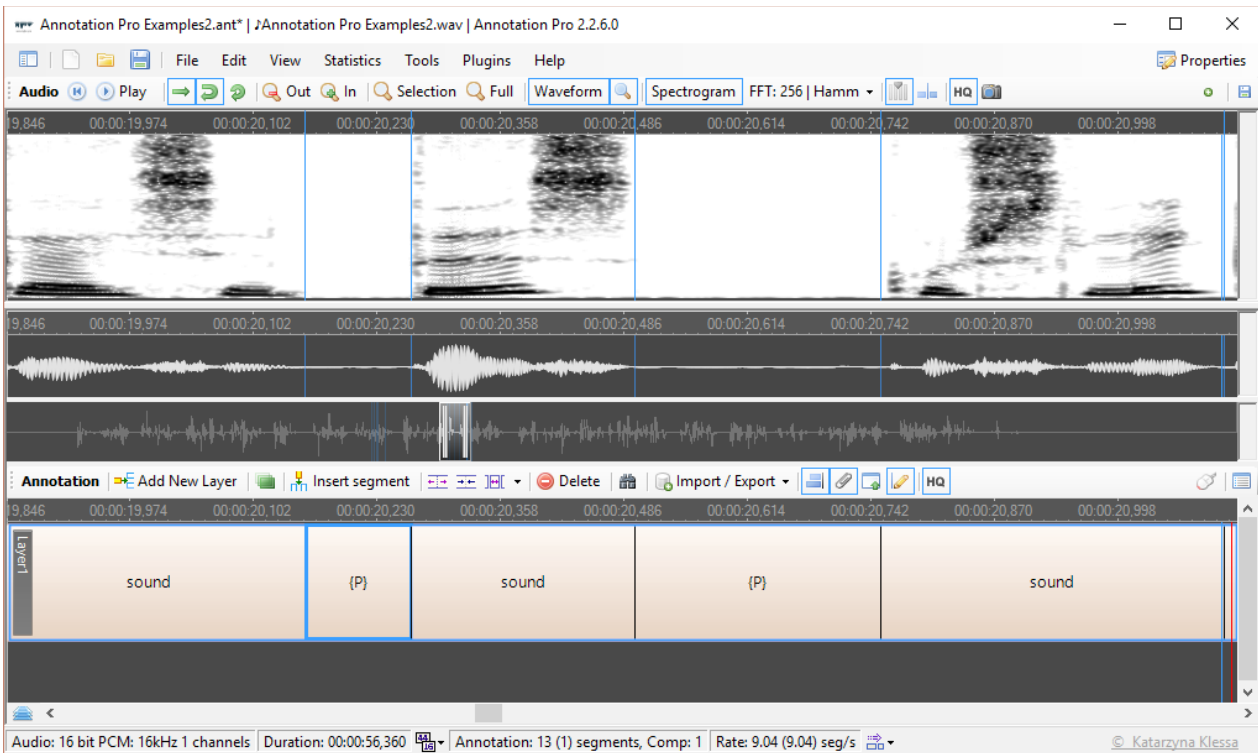 Annotation Pro Examples2.ant* | ♪Annotation Pro Examples2.wav | Annotation Pro 2.2.6.0
File Edit View Statistics Tools Plugins Help Properties
Audio Play Out In Selection Full Waveform Spectrogram FFT: 256 | Hamm HQ
19,846 00:00:19,974 00:00:20,102 00:00:20,230 00:00:20,358 00:00:20,486 00:00:20,614 00:00:20,742 00:00:20,870 00:00:20,998
19,846 00:00:19,974 00:00:20,102 00:00:20,230 00:00:20,358 00:00:20,486 00:00:20,614 00:00:20,742 00:00:20,870 00:00:20,998
Annotation Add New Layer Insert segment Delete Import / Export HQ
19,846 00:00:19,974 00:00:20,102 00:00:20,230 00:00:20,358 00:00:20,486 00:00:20,614 00:00:20,742 00:00:20,870 00:00:20,998
Layer1
sound {P} sound {P} sound
Audio: 16 bit PCM: 16kHz 1 channels Duration: 00:00:56,360 44 16 Annotation: 13 (1) segments, Comp: 1 Rate: 9.04 (9.04) seg/s © Katarzyna Klessa